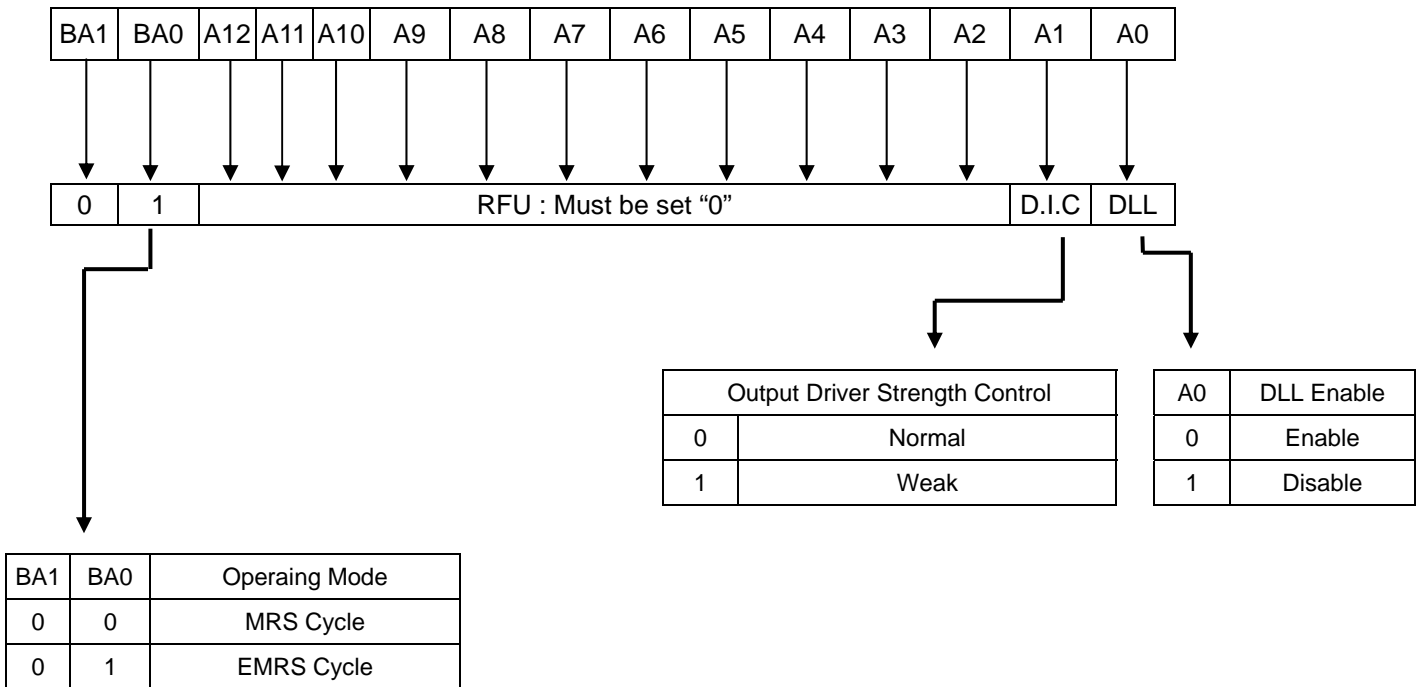 BA1 BA0 A12 A11 A10 A9 A8 A7 A6 A5 A4 A3 A2 A1 A0
0 1 RFU : Must be set “0” D.I.C DLL
Output Driver Strength Control
0 Normal
1 Weak
A0 DLL Enable
0 Enable
1 Disable
BA1 BA0 Operaing Mode
0 0 MRS Cycle
0 1 EMRS Cycle